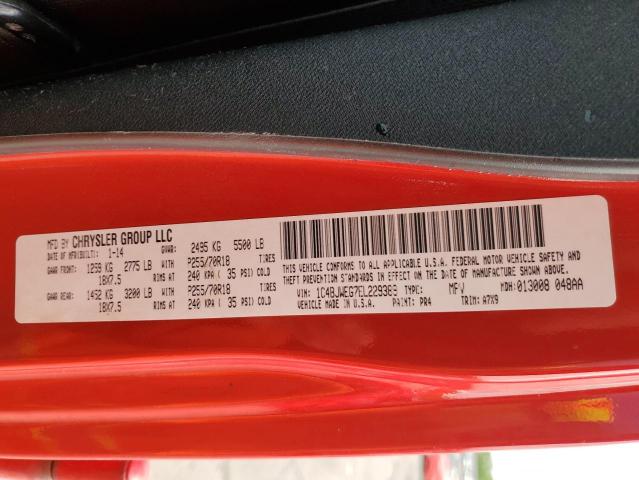 MFD BY CHRYSLER GROUP LLC
DATE OF MFR(BUILT): 1-14 GVWR: 2495 KG 5500 LB
GAWR FRONT: 1259 KG 2775 LB WITH P255/70R18 TIRES
18X7.5 RIMS AT 240 KPA ( 35 PSI) COLD
GAWR REAR: 1452 KG 3200 LB WITH P255/70R18 TIRES
18X7.5 RIMS AT 240 KPA ( 35 PSI) COLD
THIS VEHICLE CONFORMS TO ALL APPLICABLE U.S.A. FEDERAL MOTOR VEHICLE SAFETY AND
THEFT PREVENTION STANDARDS IN EFFECT ON THE DATE OF MANUFACTURE SHOWN ABOVE.
VIN: 1C4BJWEG7EL229369 TYPE: MPV MDH: 013008 048AA
VEHICLE MADE IN U.S.A. PAINT: PR4 TRIM: A7X9